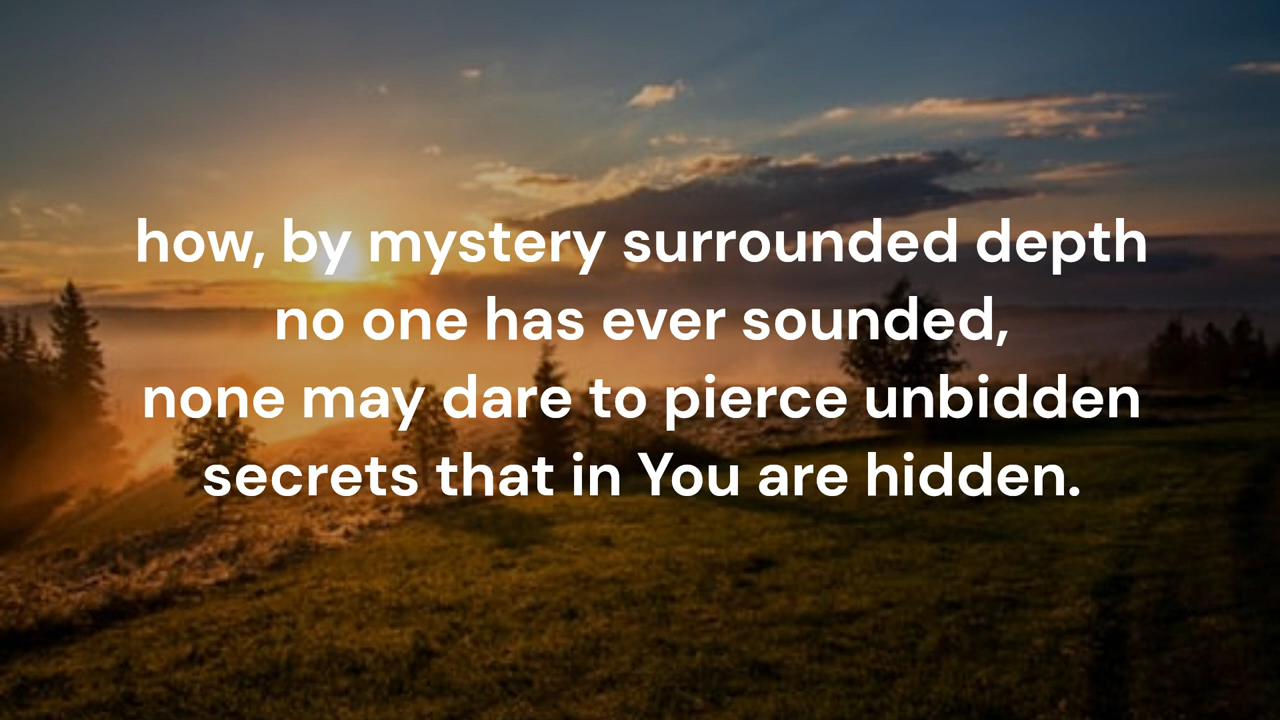 how, by mystery surrounded depth
no one has ever sounded,
none may dare to pierce unbidden
secrets that in You are hidden.